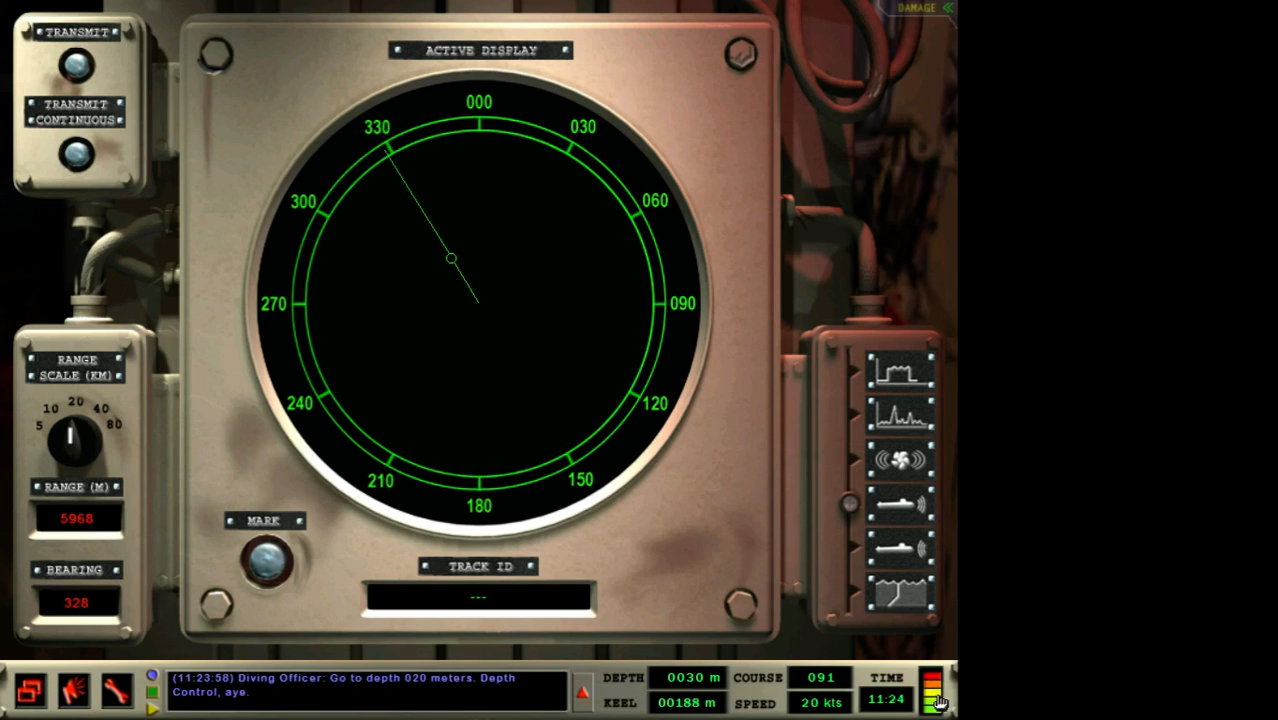 DAMAGE
TRANSMIT
TRANSMIT
CONTINUOUS
ACTIVE DISPLAY
000
030
060
090
120
150
180
210
240
270
300
330
RANGE
SCALE (KM)
5 10 20 40 80
RANGE (M)
5968
BEARING
328
MARK
TRACK ID
---
(11:23:58) Diving Officer: Go to depth 020 meters. Depth
Control, aye.
DEPTH 0030 m COURSE 091 TIME
KEEL 00188 m SPEED 20 kts 11:24